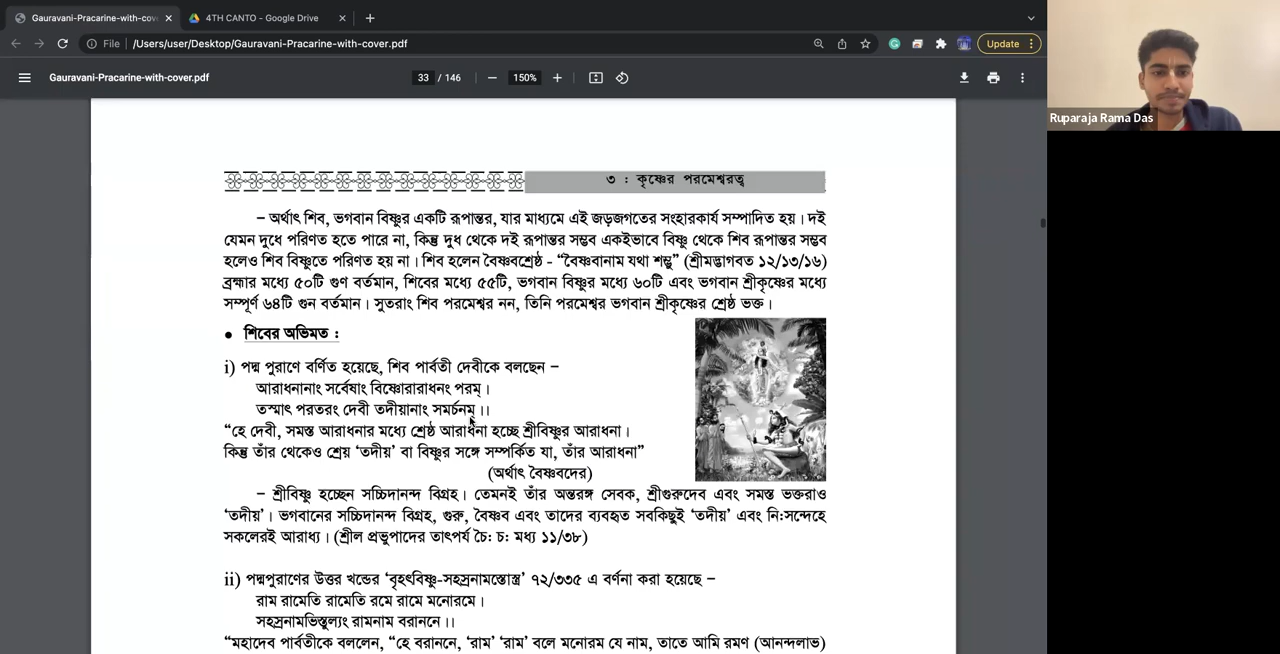 Gauravani-Pracarine-with-cov
4TH CANTO - Google Drive
File
/Users/user/Desktop/Gauravani-Pracarine-with-cover.pdf
Update
Gauravani-Pracarine-with-cover.pdf
33 / 146
150%
Ruparaja Rama Das
৩ : কৃষ্ণের পরমেশ্বরত্ব
– অর্থাৎ শিব, ভগবান বিষ্ণুর একটি রূপান্তর, যার মাধ্যমে এই জড়জগতের সংহারকার্য সম্পাদিত হয়। দই
যেমন দুধে পরিণত হতে পারে না, কিন্তু দুধ থেকে দই রূপান্তর সম্ভব একইভাবে বিষ্ণু থেকে শিব রূপান্তর সম্ভব
হলেও শিব বিষ্ণুতে পরিণত হয় না। শিব হলেন বৈষ্ণবশ্রেষ্ঠ - “বৈষ্ণবানাম যথা শম্ভু” (শ্রীমদ্ভাগবত ১২/১৩/১৬)
ব্রহ্মার মধ্যে ৫০টি গুণ বর্তমান, শিবের মধ্যে ৫৫টি, ভগবান বিষ্ণুর মধ্যে ৬০টি এবং ভগবান শ্রীকৃষ্ণের মধ্যে
সম্পূর্ণ ৬৪টি গুন বর্তমান। সুতরাং শিব পরমেশ্বর নন, তিনি পরমেশ্বর ভগবান শ্রীকৃষ্ণের শ্রেষ্ঠ ভক্ত।
● শিবের অভিমত :
i) পদ্ম পুরাণে বর্ণিত হয়েছে, শিব পার্বতী দেবীকে বলছেন –
আরাধনানাং সর্বেষাং বিষ্ণোরারাধনং পরম্।
তস্মাৎ পরতরং দেবী তদীয়ানাং সমর্চনম্।।
“হে দেবী, সমস্ত আরাধনার মধ্যে শ্রেষ্ঠ আরাধনা হচ্ছে শ্রীবিষ্ণুর আরাধনা।
কিন্তু তাঁর থেকেও শ্রেয় ‘তদীয়’ বা বিষ্ণুর সঙ্গে সম্পর্কিত যা, তাঁর আরাধনা”
(অর্থাৎ বৈষ্ণবদের)
– শ্রীবিষ্ণু হচ্ছেন সচ্চিদানন্দ বিগ্রহ। তেমনই তাঁর অন্তরঙ্গ সেবক, শ্রীগুরুদেব এবং সমস্ত ভক্তরাও
‘তদীয়’। ভগবানের সচ্চিদানন্দ বিগ্রহ, গুরু, বৈষ্ণব এবং তাদের ব্যবহৃত সবকিছুই ‘তদীয়’ এবং নি:সন্দেহে
সকলেরই আরাধ্য। (শ্রীল প্রভুপাদের তাৎপর্য চৈ: চ: মধ্য ১১/৩৮)
ii) পদ্মপুরাণের উত্তর খন্ডের ‘বৃহৎবিষ্ণু-সহস্রনামস্তোত্র’ ৭২/৩৩৫ এ বর্ণনা করা হয়েছে –
রাম রামেতি রামেতি রমে রামে মনোরমে।
সহস্রনামভিস্তুল্যং রামনাম বরাননে।।
“মহাদেব পার্বতীকে বললেন, “হে বরাননে, ‘রাম’ ‘রাম’ বলে মনোরম যে নাম, তাতে আমি রমণ (আনন্দলাভ)